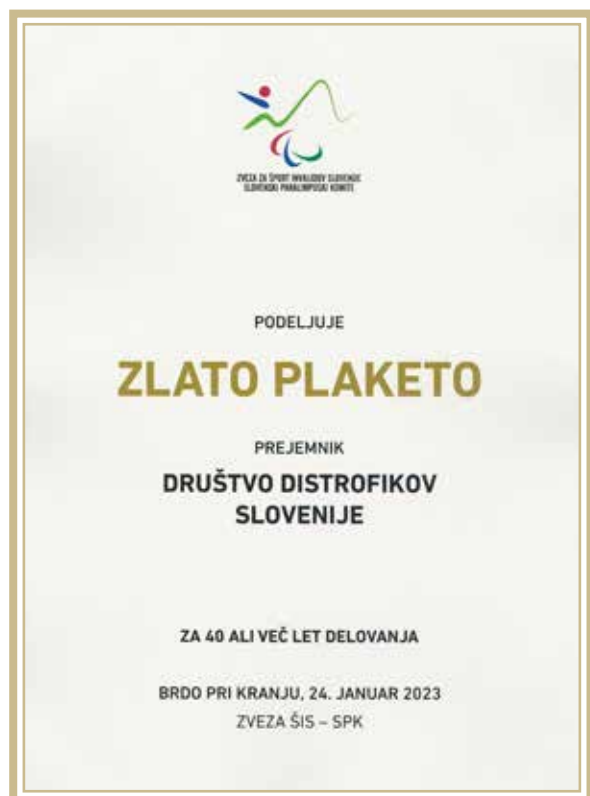 ZVEZA ZA ŠPORT INVALIDOV SLOVENIJE
SLOVENSKI PARALIMPIJSKI KOMITE
PODELJUJE
ZLATO PLAKETO
PREJEMNIK
DRUŠTVO DISTROFIKOV
SLOVENIJE
ZA 40 ALI VEČ LET DELOVANJA
BRDO PRI KRANJU, 24. JANUAR 2023
ZVEZA ŠIS – SPK